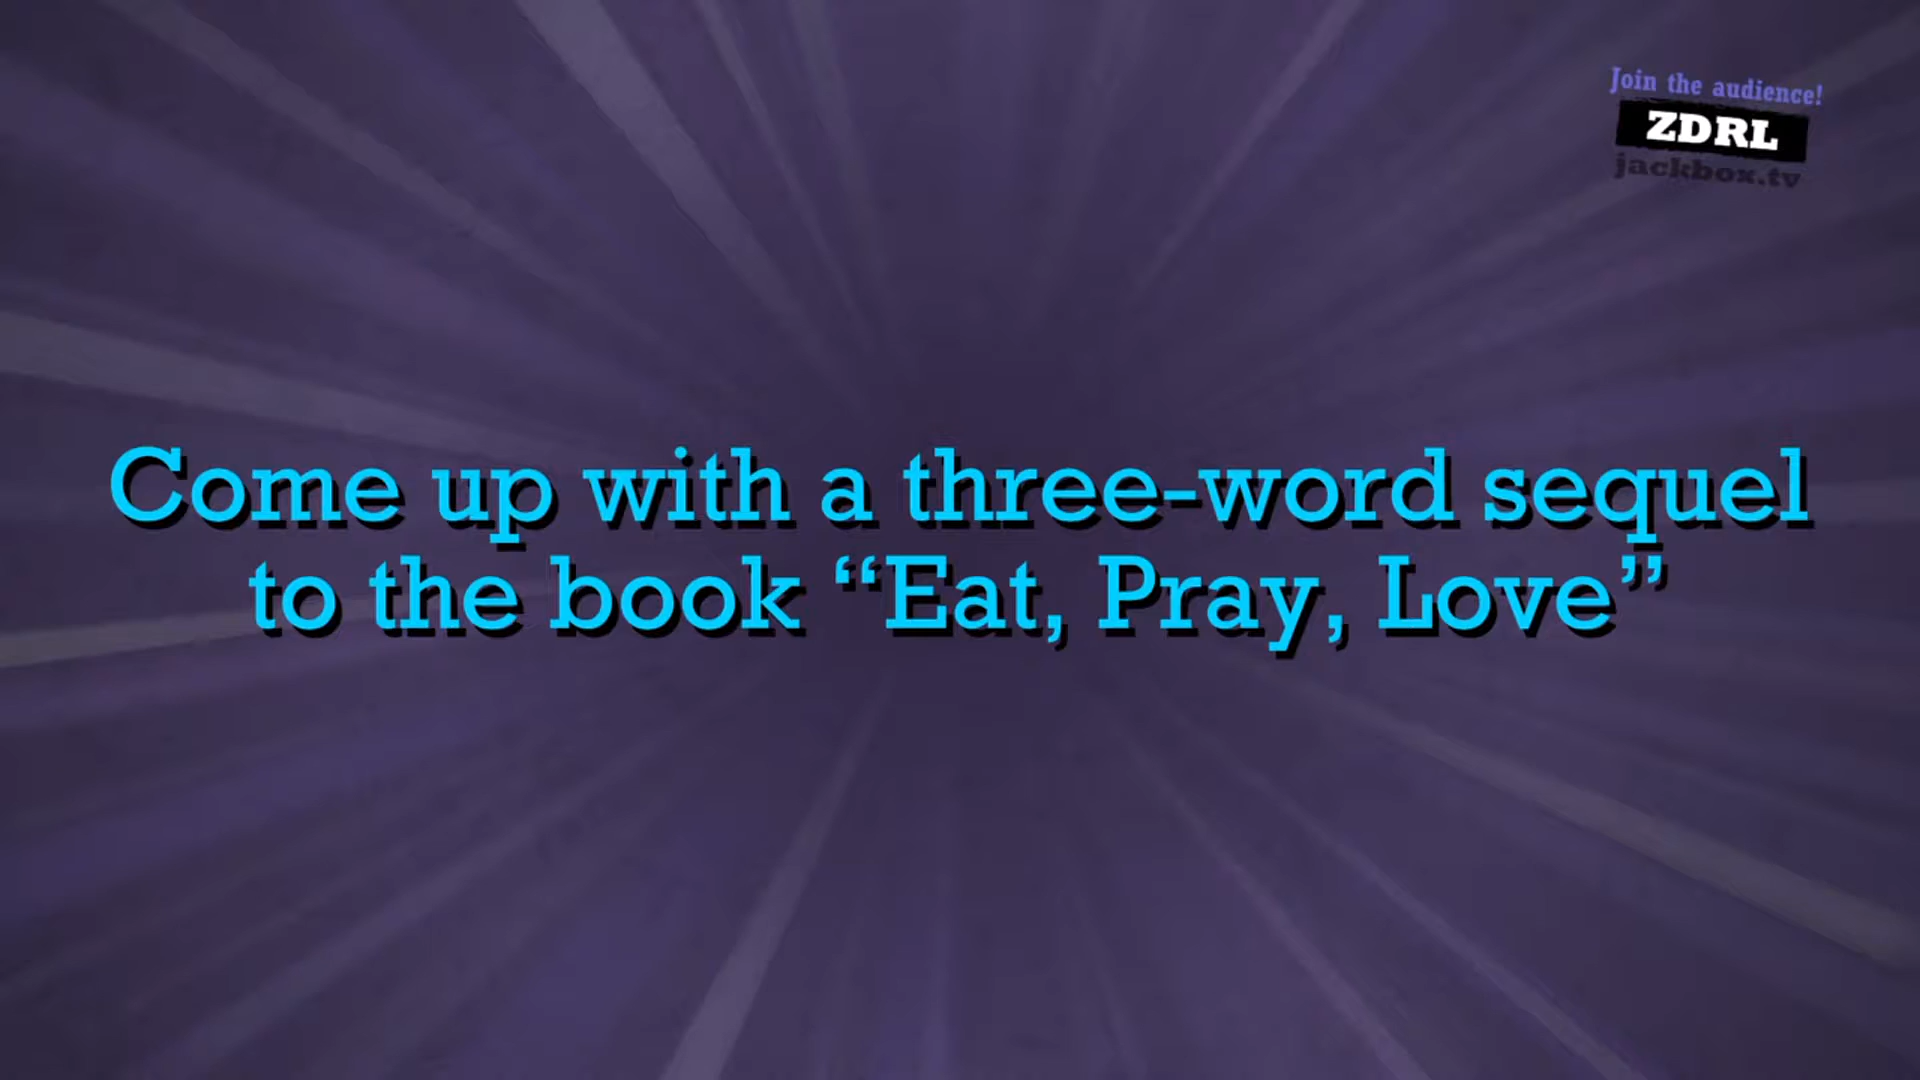 Join the audience!
ZDRL
jackbox.tv
Come up with a three-word sequel
to the book “Eat, Pray, Love”